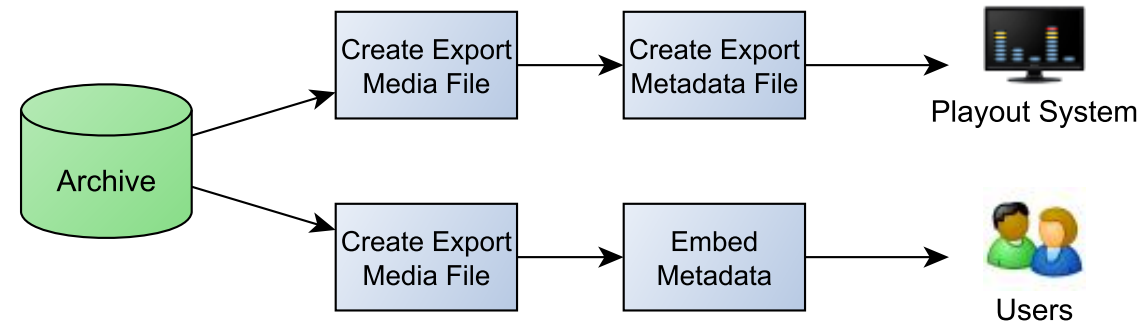 Create Export
Media File
Create Export
Metadata File
Playout System
Archive
Create Export
Media File
Embed
Metadata
Users